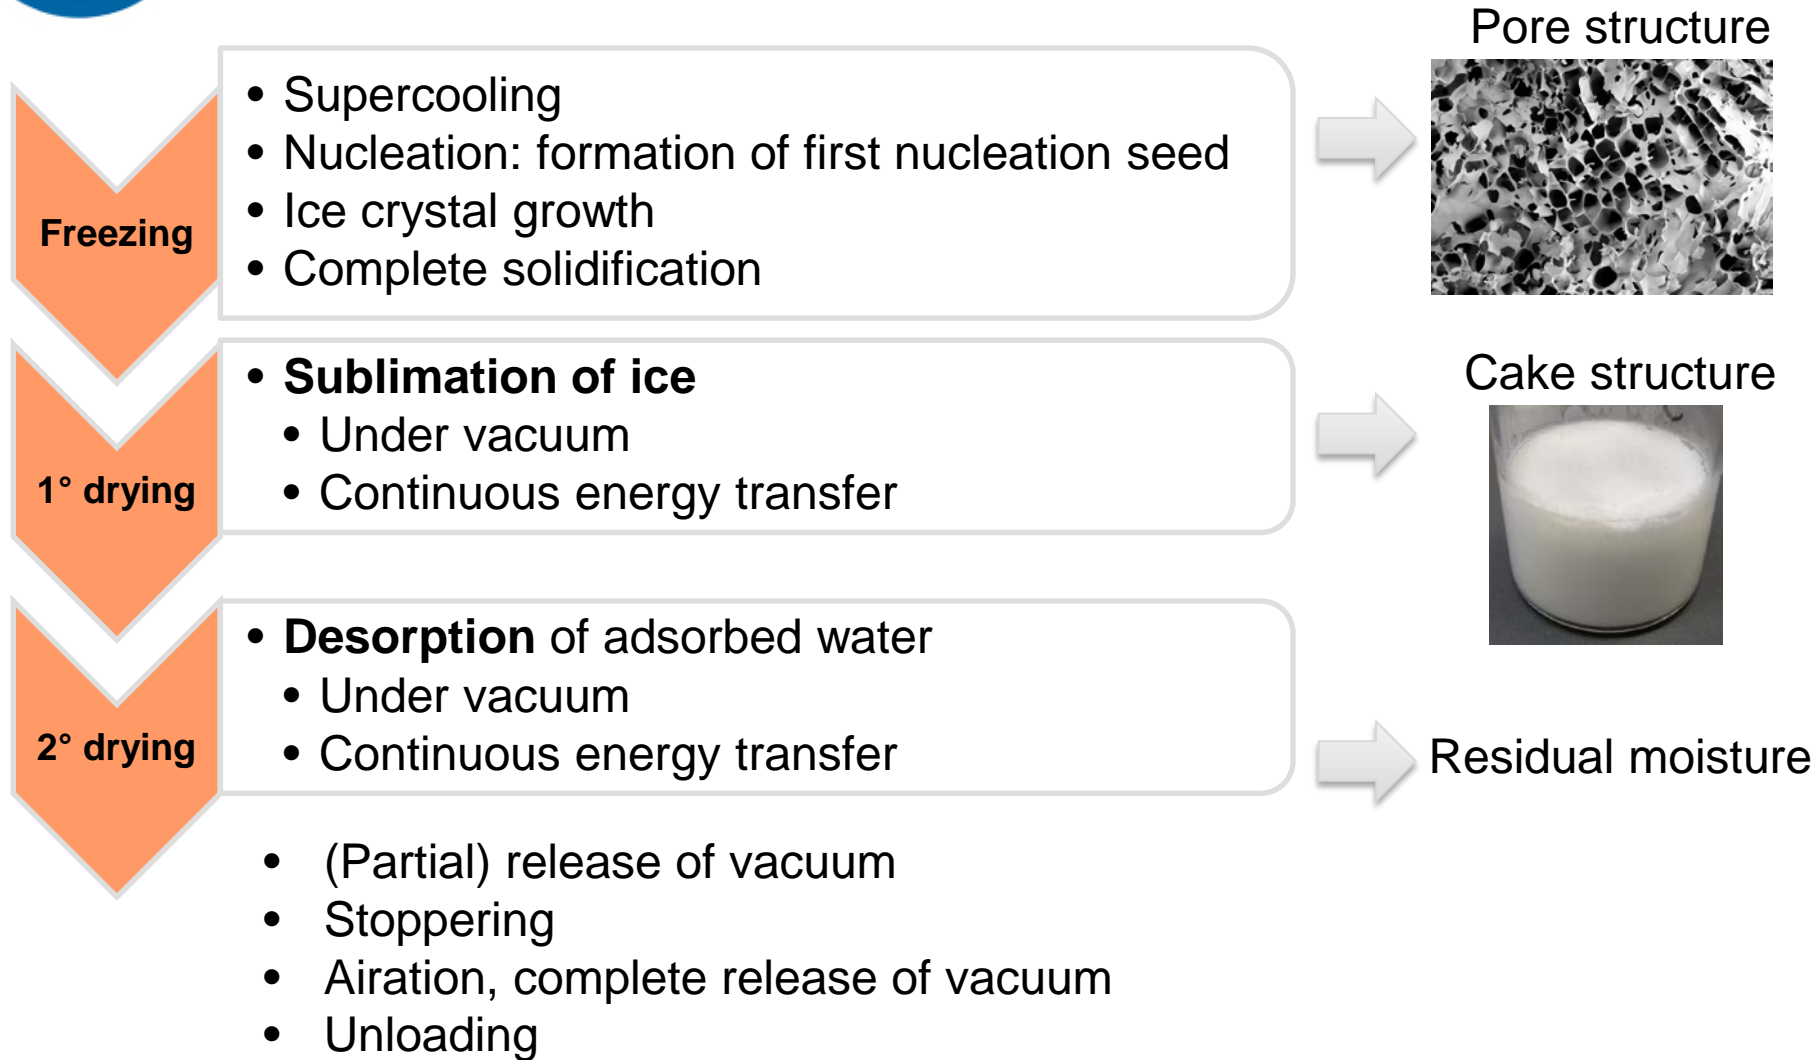 Pore structure
Freezing
• Supercooling
• Nucleation: formation of first nucleation seed
• Ice crystal growth
• Complete solidification
Cake structure
1° drying
• Sublimation of ice
• Under vacuum
• Continuous energy transfer
2° drying
• Desorption of adsorbed water
• Under vacuum
• Continuous energy transfer
Residual moisture
• (Partial) release of vacuum
• Stoppering
• Airation, complete release of vacuum
• Unloading